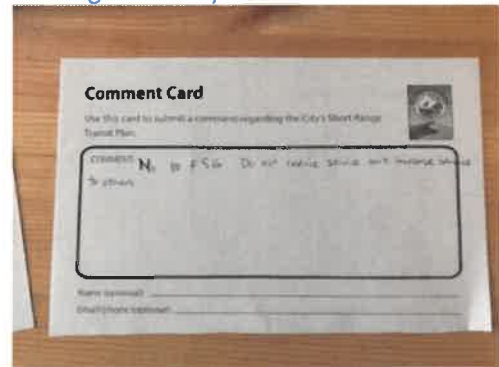 Comment Card
Use this card to submit a comment regarding the City's Short Range
Transit Plan.
COMMENT: No to FSG Do not reduce service but increase service
to others
Name (optional):
Email/phone (optional):